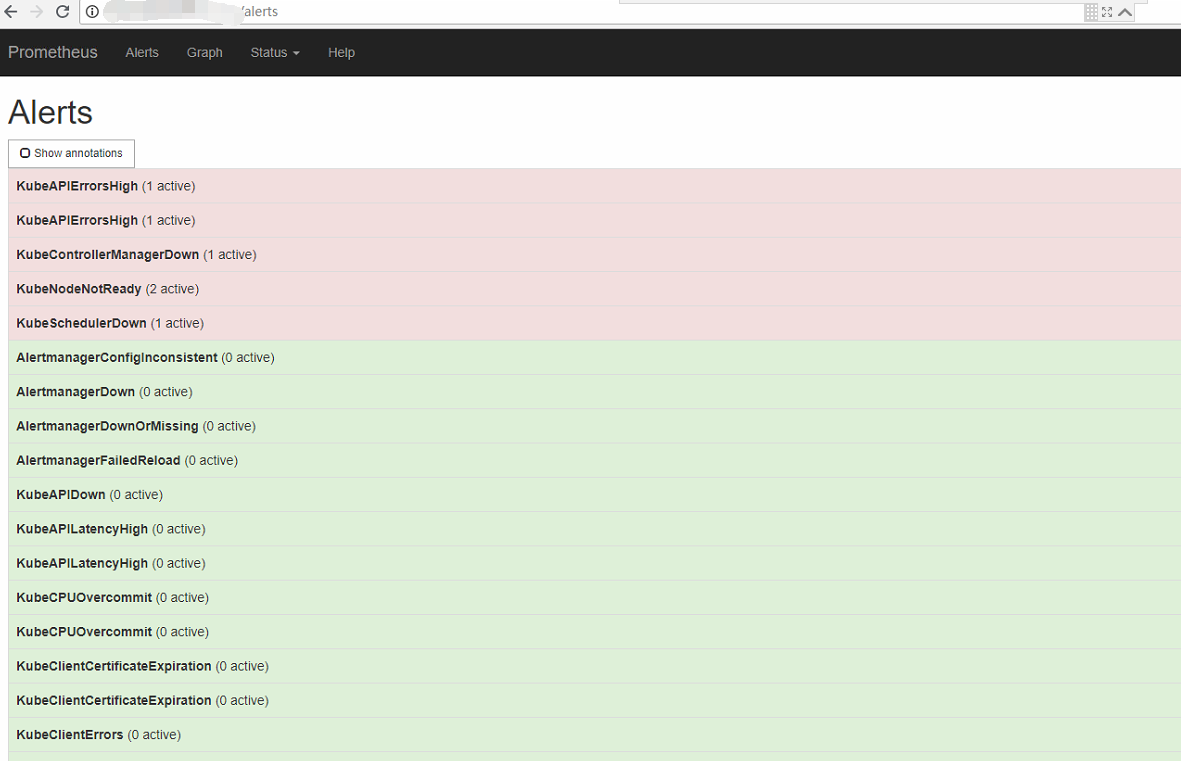 /alerts
Prometheus Alerts Graph Status Help
Alerts
Show annotations
KubeAPIErrorsHigh (1 active)
KubeAPIErrorsHigh (1 active)
KubeControllerManagerDown (1 active)
KubeNodeNotReady (2 active)
KubeSchedulerDown (1 active)
AlertmanagerConfigInconsistent (0 active)
AlertmanagerDown (0 active)
AlertmanagerDownOrMissing (0 active)
AlertmanagerFailedReload (0 active)
KubeAPIDown (0 active)
KubeAPILatencyHigh (0 active)
KubeAPILatencyHigh (0 active)
KubeCPUOvercommit (0 active)
KubeCPUOvercommit (0 active)
KubeClientCertificateExpiration (0 active)
KubeClientCertificateExpiration (0 active)
KubeClientErrors (0 active)